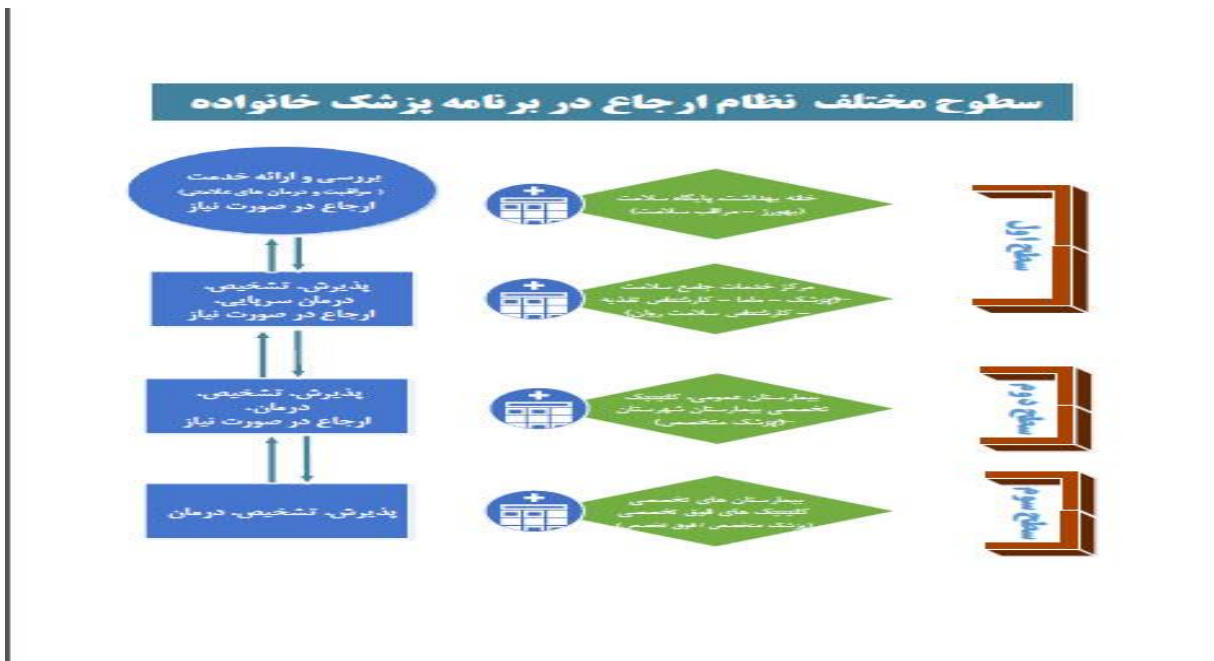 سطوح مختلف نظام ارجاع در برنامه پزشک خانواده
سطح اول
خانه بهداشت، پایگاه سلامت
(بهورز – مراقب سلامت)
بررسی و ارائه خدمت
( مراقبت و درمان های علامتی)
ارجاع در صورت نیاز
مرکز خدمات جامع سلامت
(پزشک – ماما – کارشناس تغذیه
– کارشناس سلامت روان)
پذیرش، تشخیص،
درمان سرپایی،
ارجاع در صورت نیاز
سطح دوم
بیمارستان عمومی، کلینیک
تخصصی بیمارستان شهرستان
(پزشک متخصص)
پذیرش، تشخیص،
درمان،
ارجاع در صورت نیاز
سطح سوم
بیمارستان های تخصصی
کلینیک های فوق تخصصی
(پزشک متخصص / فوق تخصص)
پذیرش، تشخیص، درمان